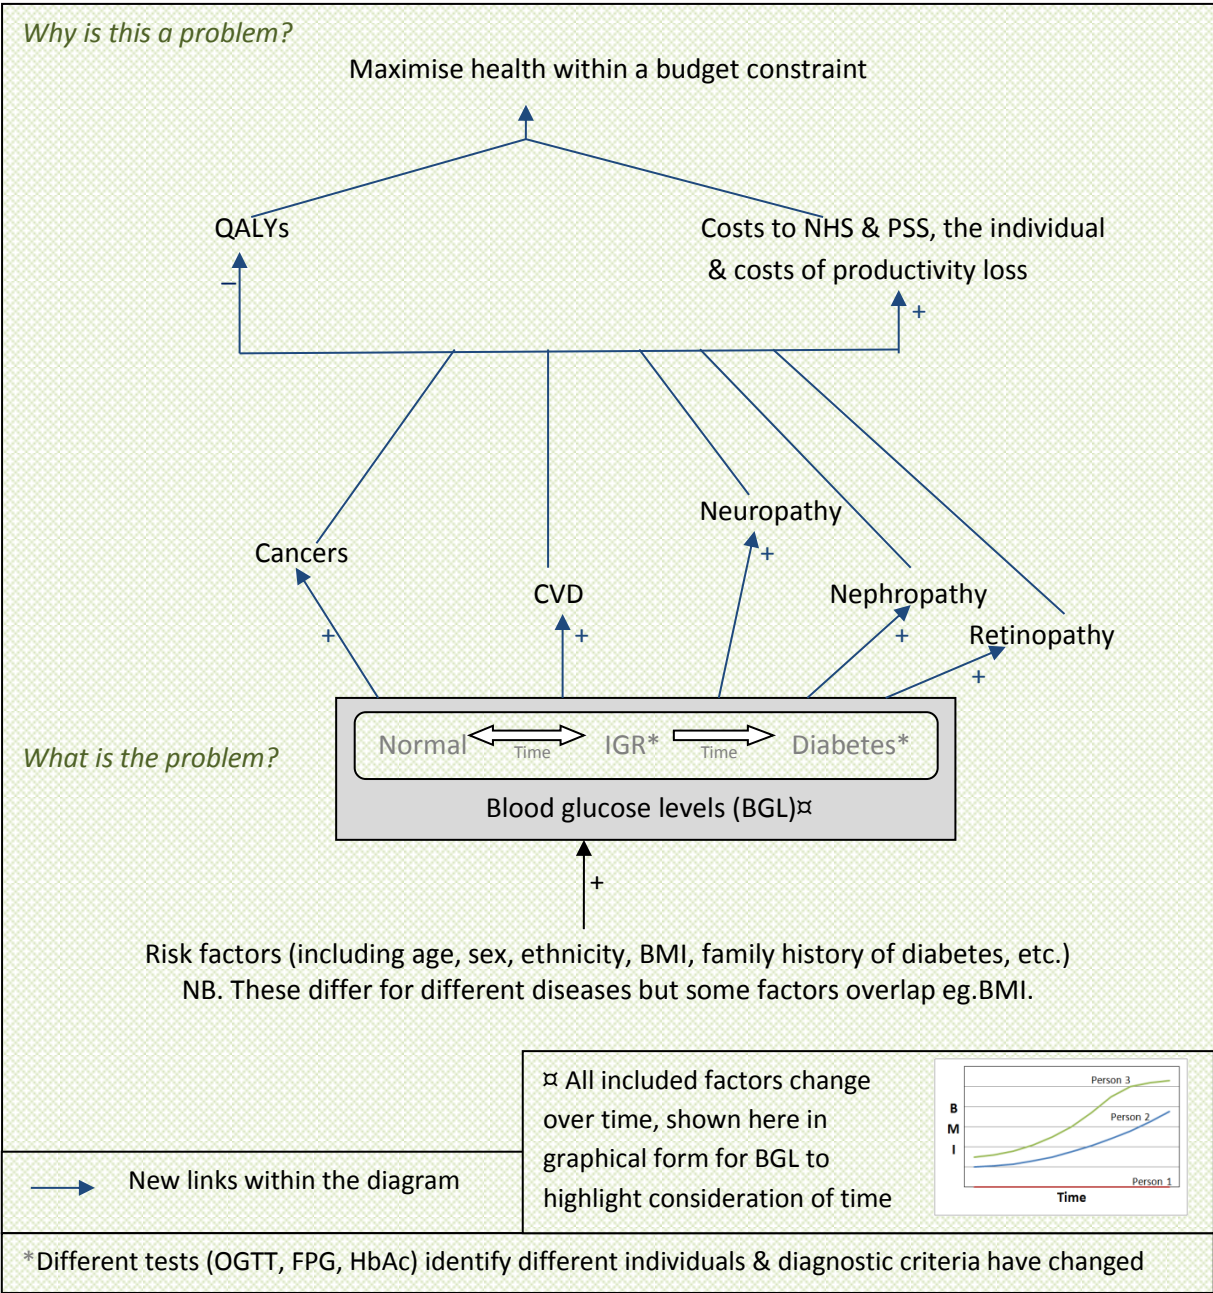 Why is this a problem?
Maximise health within a budget constraint
QALYs
Costs to NHS & PSS, the individual
& costs of productivity loss
–
+
Neuropathy
Cancers
+
CVD
Nephropathy
+
+
+
Retinopathy
+
Normal
Time
IGR*
Time
Diabetes*
What is the problem?
Blood glucose levels (BGL)¤
+
Risk factors (including age, sex, ethnicity, BMI, family history of diabetes, etc.)
NB. These differ for different diseases but some factors overlap eg.BMI.
¤ All included factors change
over time, shown here in
graphical form for BGL to
highlight consideration of time
Person 3
Person 2
Person 1
B
M
I
Time
New links within the diagram
*Different tests (OGTT, FPG, HbAc) identify different individuals & diagnostic criteria have changed